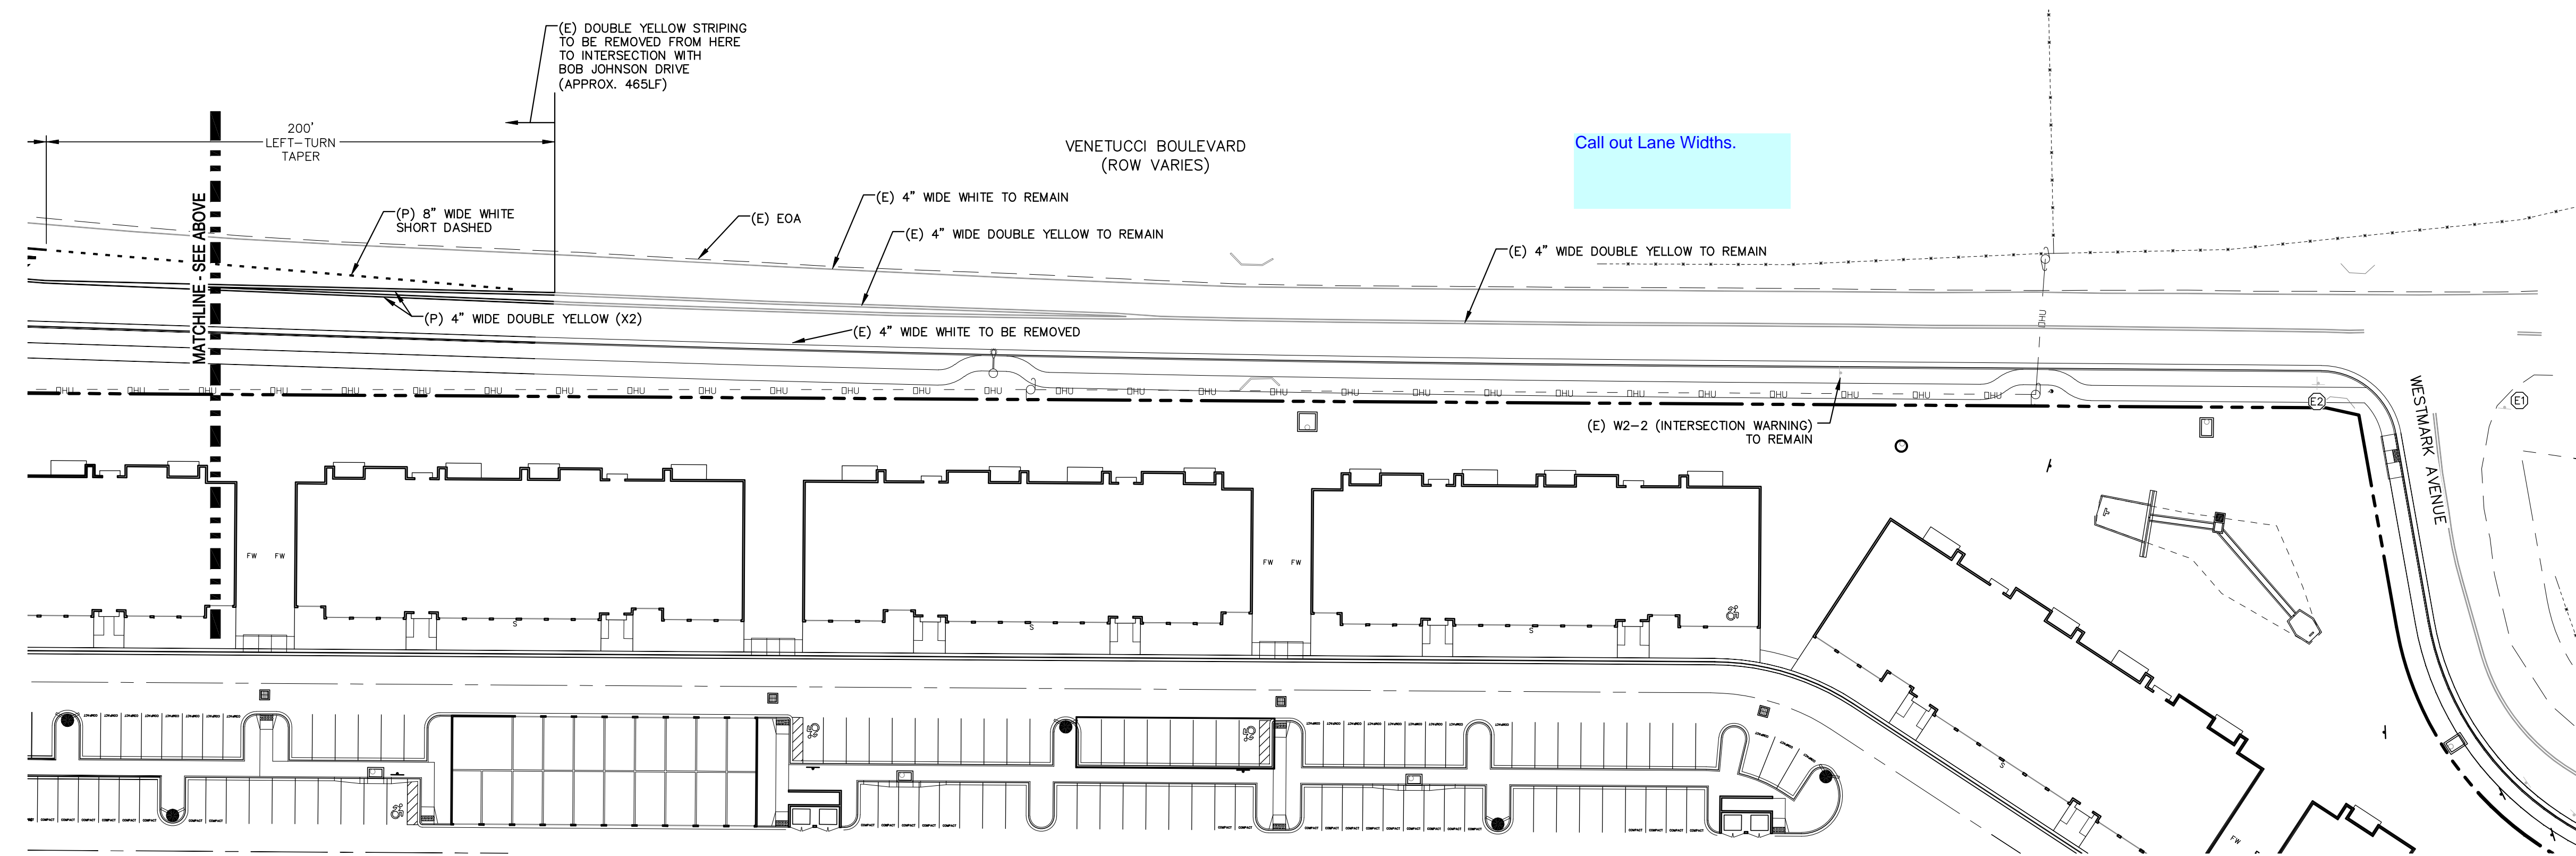 (E) DOUBLE YELLOW STRIPING
TO BE REMOVED FROM HERE
TO INTERSECTION WITH
BOB JOHNSON DRIVE
(APPROX. 465LF)
200'
LEFT-TURN
TAPER
VENETUCCI BOULEVARD
(ROW VARIES)
Call out Lane Widths.
MATCHLINE - SEE ABOVE
(P) 8" WIDE WHITE
SHORT DASHED
(E) EOA
(E) 4" WIDE WHITE TO REMAIN
(E) 4" WIDE DOUBLE YELLOW TO REMAIN
(E) 4" WIDE DOUBLE YELLOW TO REMAIN
(P) 4" WIDE DOUBLE YELLOW (X2)
(E) 4" WIDE WHITE TO BE REMOVED
(E) W2-2 (INTERSECTION WARNING)
TO REMAIN
WESTMARK AVENUE
E2
E1
FW FW
FW FW
S
S
S
S
FW